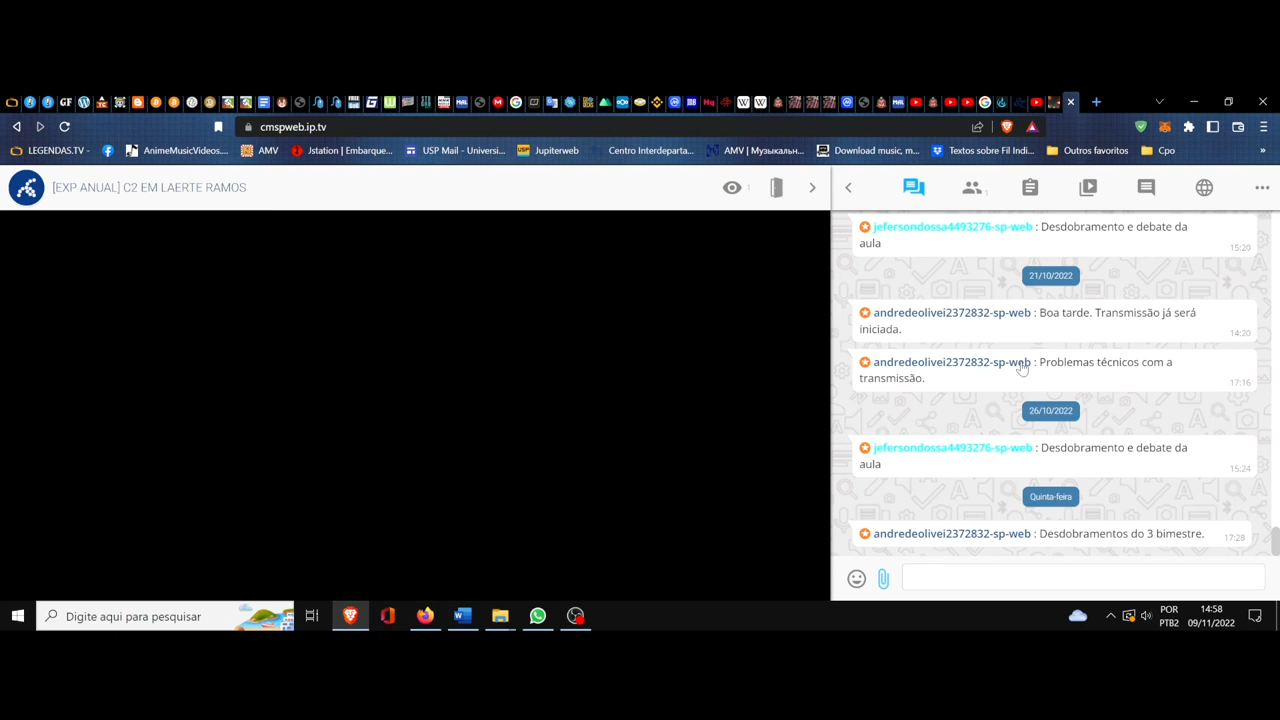 cmspweb.ip.tv
LEGENDAS.TV -
AnimeMusicVideos...
AMV
Jstation | Embarque...
USP Mail - Universi...
Jupiterweb
Centro Interdeparta...
AMV | Музыкальн...
Download music, m...
Textos sobre Fil Indi...
Outros favoritos
Cpo
»
[EXP ANUAL] C2 EM LAERTE RAMOS
1
1
jefersondossa4493276-sp-web : Desdobramento e debate da
aula
15:20
21/10/2022
andredeolivei2372832-sp-web : Boa tarde. Transmissão já será
iniciada.
14:20
andredeolivei2372832-sp-web : Problemas técnicos com a
transmissão.
17:16
26/10/2022
jefersondossa4493276-sp-web : Desdobramento e debate da
aula
15:24
Quinta-feira
andredeolivei2372832-sp-web : Desdobramentos do 3 bimestre.
17:28
Digite aqui para pesquisar
POR
PTB2
14:58
09/11/2022